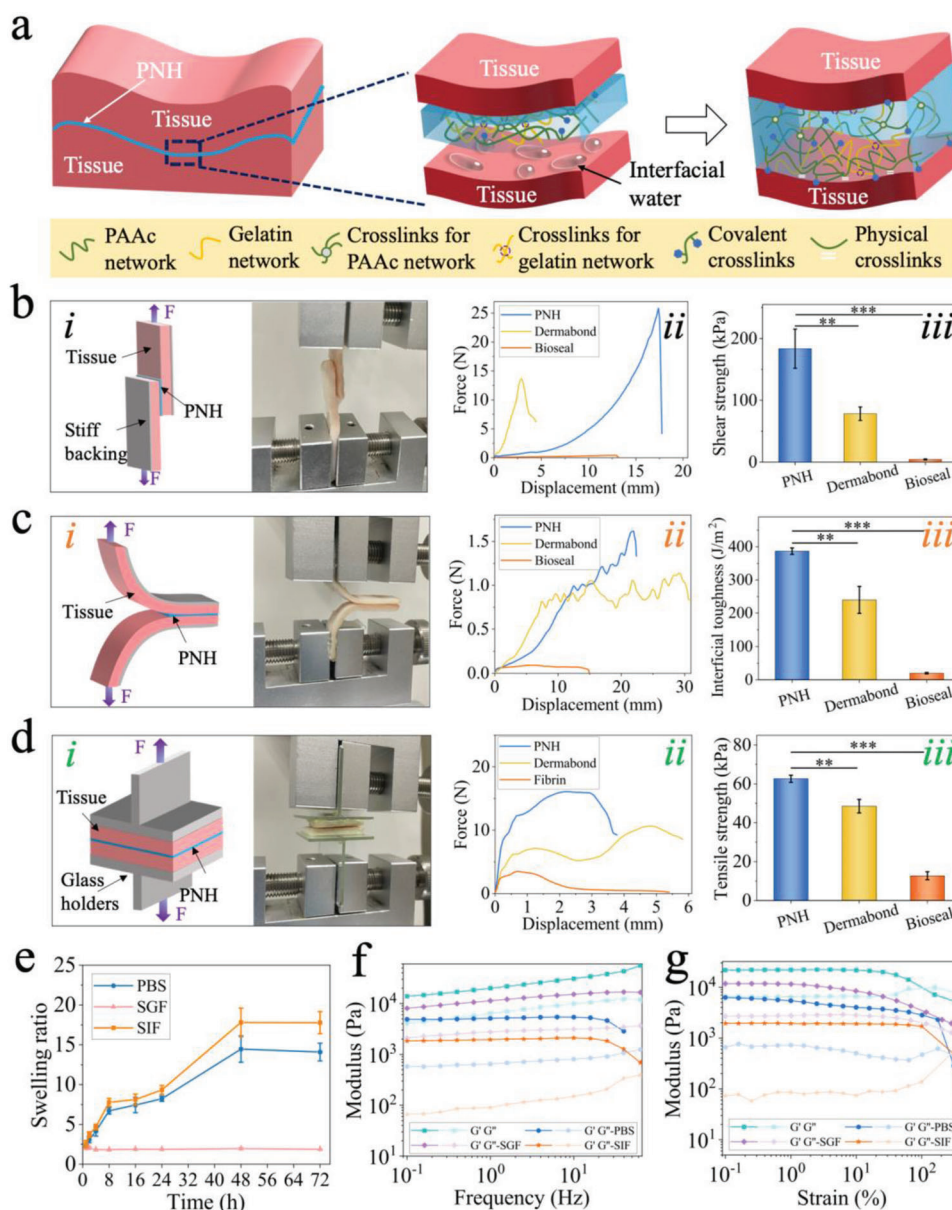 a
PNH
Tissue
Tissue
Tissue
Tissue
Interfacial
water
Tissue
Tissue
PAAc
network
Gelatin
network
Crosslinks for
PAAc network
Crosslinks for
gelatin network
Covalent
crosslinks
Physical
crosslinks
b
i
F
Tissue
PNH
Stiff
backing
F
ii
PNH
Dermabond
Bioseal
25
20
15
10
5
0
Force (N)
0 5 10 15 20
Displacement (mm)
iii
***
**
200
100
0
Shear strength (kPa)
PNH Dermabond Bioseal
c
i
F
Tissue
PNH
F
ii
PNH
Dermabond
Bioseal
1.5
1.0
0.5
0.0
Force (N)
0 10 20 30
Displacement (mm)
iii
***
**
400
300
200
100
0
Interficial toughness (J/m²)
PNH Dermabond Bioseal
d
i
F
Tissue
PNH
Glass
holders
F
ii
PNH
Dermabond
Fibrin
20
10
0
Force (N)
0 1 2 3 4 5 6
Displacement (mm)
iii
***
**
80
60
40
20
0
Tensile strength (kPa)
PNH Dermabond Bioseal
e
PBS
SGF
SIF
25
20
15
10
5
0
Swelling ratio
0 8 16 24 32 40 48 56 64 72
Time (h)
f
10⁴
10³
10²
10¹
Modulus (Pa)
G' G"
G' G"-PBS
G' G"-SGF
G' G"-SIF
10⁻¹ 10⁰ 10¹
Frequency (Hz)
g
10⁴
10³
10²
10¹
Modulus (Pa)
G' G"
G' G"-PBS
G' G"-SGF
G' G"-SIF
10⁻¹ 10⁰ 10¹ 10²
Strain (%)